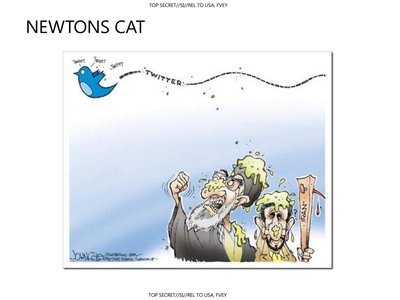 TOP SECRET//SI//REL TO USA, FVEY
NEWTONS CAT
TWEET
TWEET
TWEET
TWITTER
IRAN
TOP SECRET//SI//REL TO USA, FVEY